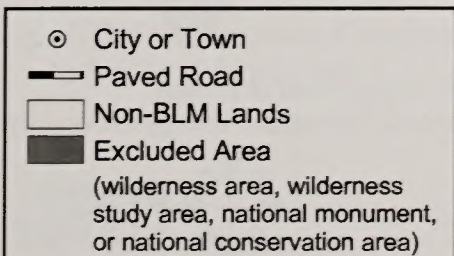 City or Town
Paved Road
Non-BLM Lands
Excluded Area
(wilderness area, wilderness
study area, national monument,
or national conservation area)